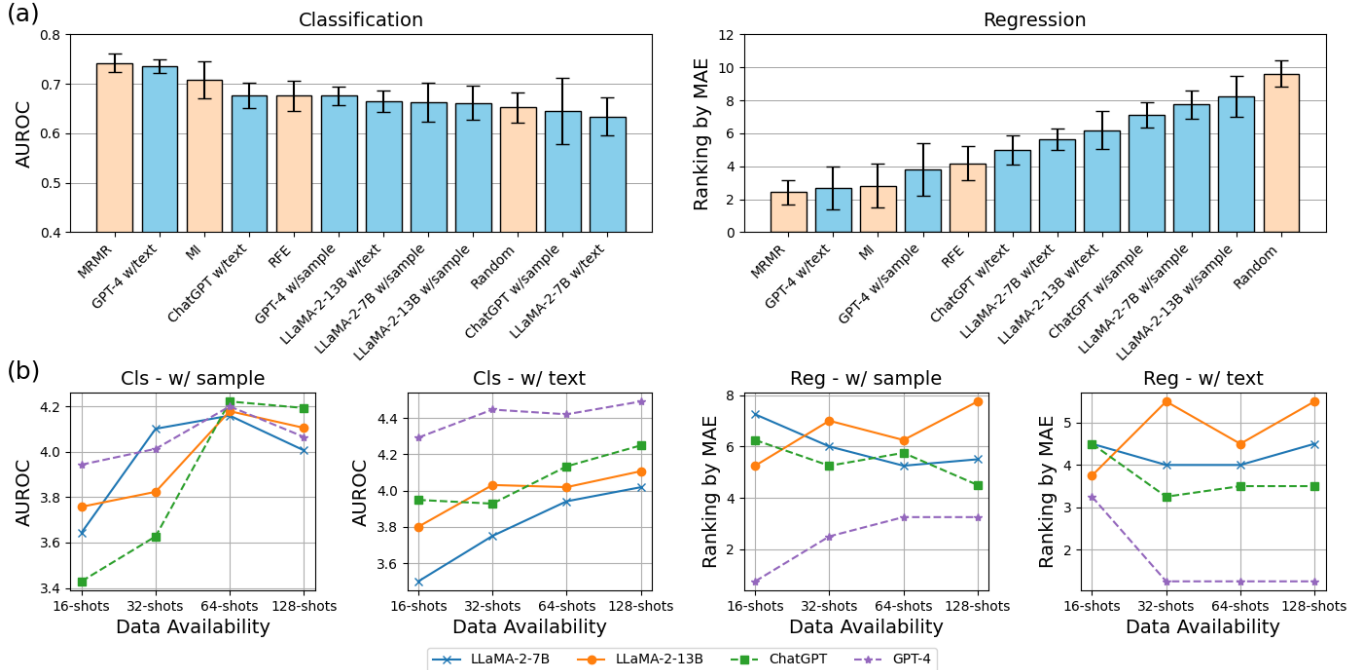 (a)
Classification
AUROC
0.8
0.7
0.6
0.5
0.4
MRMR
GPT-4 w/text
MI
ChatGPT w/text
RFE
GPT-4 w/sample
LLaMA-2-13B w/text
LLaMA-2-7B w/sample
LLaMA-2-13B w/sample
Random
ChatGPT w/sample
LLaMA-2-7B w/text
Regression
Ranking by MAE
12
10
8
6
4
2
0
MRMR
GPT-4 w/text
MI
GPT-4 w/sample
RFE
ChatGPT w/text
LLaMA-2-7B w/text
LLaMA-2-13B w/text
ChatGPT w/sample
LLaMA-2-7B w/sample
LLaMA-2-13B w/sample
Random
(b)
Cls - w/ sample
AUROC
4.2
4.0
3.8
3.6
3.4
16-shots 32-shots 64-shots 128-shots
Data Availability
Cls - w/ text
AUROC
4.4
4.2
4.0
3.8
3.6
16-shots 32-shots 64-shots 128-shots
Data Availability
Reg - w/ sample
Ranking by MAE
8
6
4
2
16-shots 32-shots 64-shots 128-shots
Data Availability
Reg - w/ text
Ranking by MAE
5
4
3
2
16-shots 32-shots 64-shots 128-shots
Data Availability
LLaMA-2-7B LLaMA-2-13B ChatGPT GPT-4